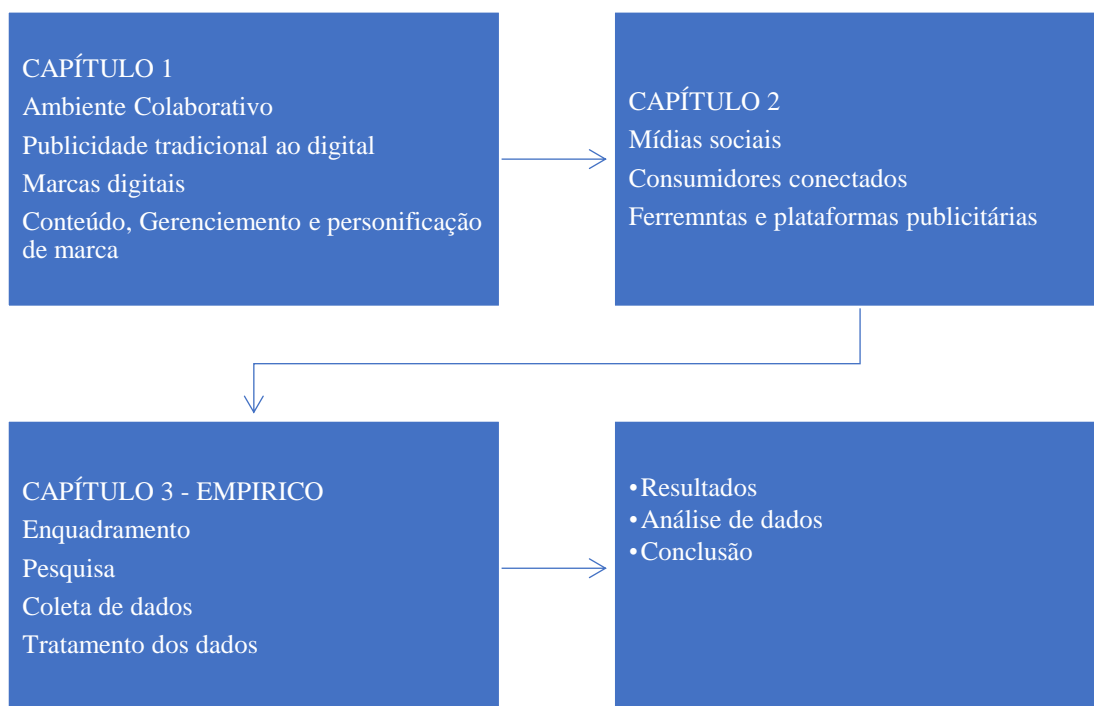 CAPÍTULO 1
Ambiente Colaborativo
Publicidade tradicional ao digital
Marcas digitais
Conteúdo, Gerenciemento e personificação
de marca
CAPÍTULO 2
Mídias sociais
Consumidores conectados
Ferremntas e plataformas publicitárias
CAPÍTULO 3 - EMPIRICO
Enquadramento
Pesquisa
Coleta de dados
Tratamento dos dados
•Resultados
•Análise de dados
•Conclusão